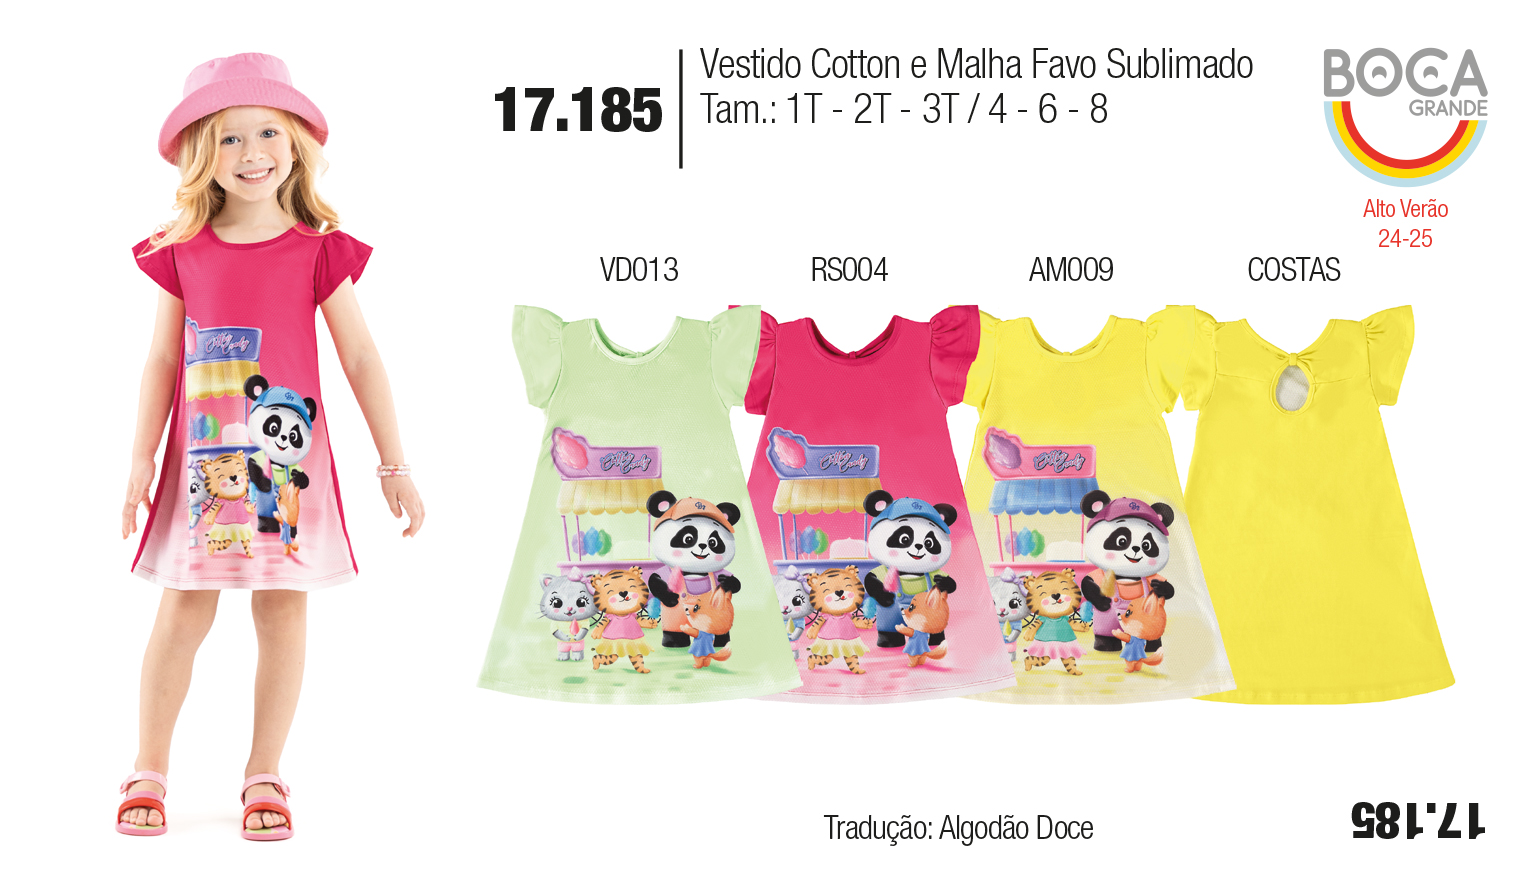 17.185
Vestido Cotton e Malha Favo Sublimado
Tam.: 1T - 2T - 3T / 4 - 6 - 8
BOCA
GRANDE
Alto Verão
24-25
VD013
RS004
AM009
COSTAS
Tradução: Algodão Doce
17.185